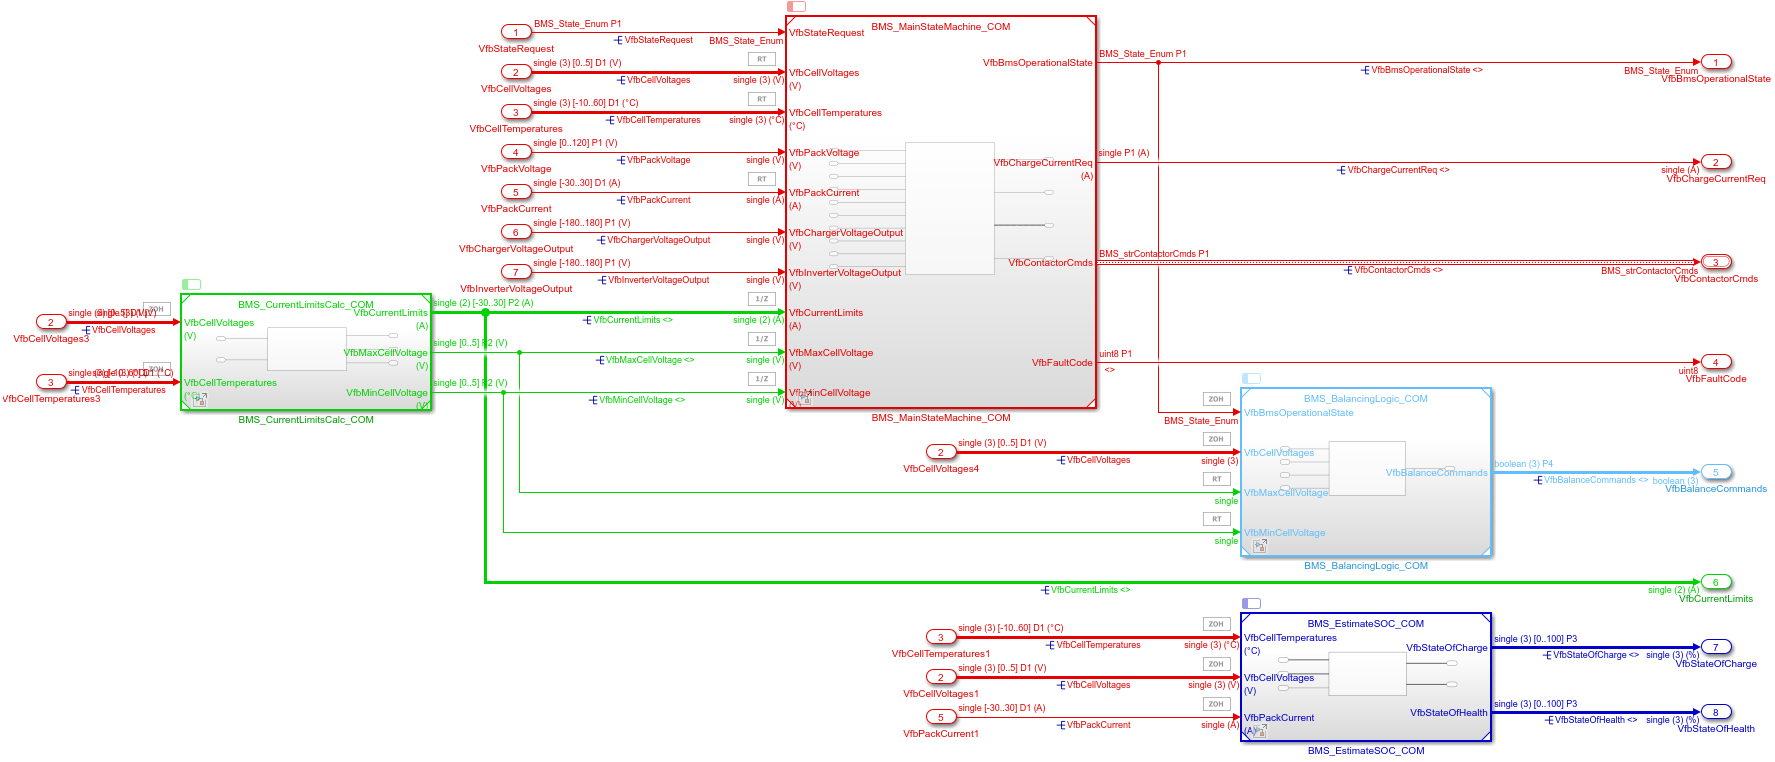 BMS_MainStateMachine_COM
1
BMS_State_Enum P1
VfbStateRequest
BMS_State_Enum
VfbStateRequest
VfbStateRequest
RT
2
single (3) [0..5] D1 (V)
VfbCellVoltages
single (3) (V)
VfbCellVoltages
VfbCellVoltages
(V)
RT
3
single (3) [-10..60] D1 (°C)
VfbCellTemperatures
single (3) (°C)
VfbCellTemperatures
VfbCellTemperatures
(°C)
4
single [0..120] P1 (V)
VfbPackVoltage
single (V)
VfbPackVoltage
VfbPackVoltage
(V)
RT
5
single [-30..30] D1 (A)
VfbPackCurrent
single (A)
VfbPackCurrent
VfbPackCurrent
(A)
6
single [-180..180] P1 (V)
VfbChargerVoltageOutput
single (V)
VfbChargerVoltageOutput
VfbChargerVoltageOutput
(V)
7
single [-180..180] P1 (V)
VfbInverterVoltageOutput
single (V)
VfbInverterVoltageOutput
VfbInverterVoltageOutput
(V)
1/Z
single (2) [-30..30] P2 (A)
VfbCurrentLimits <>
single (2) (A)
VfbCurrentLimits
(A)
1/Z
single [0..5] P2 (V)
VfbMaxCellVoltage <>
single (V)
VfbMaxCellVoltage
(V)
1/Z
single [0..5] P2 (V)
VfbMinCellVoltage <>
single (V)
VfbMinCellVoltage
(V)
BMS_MainStateMachine_COM
VfbBmsOperationalState
BMS_State_Enum P1
VfbBmsOperationalState <>
BMS_State_Enum
1
VfbBmsOperationalState
VfbChargeCurrentReq
(A)
single P1 (A)
VfbChargeCurrentReq <>
single (A)
2
VfbChargeCurrentReq
VfbContactorCmds
BMS_strContactorCmds P1
VfbContactorCmds <>
BMS_strContactorCmds
3
VfbContactorCmds
VfbFaultCode
uint8 P1
<>
uint8
4
VfbFaultCode
BMS_CurrentLimitsCalc_COM
2
ZOH
VfbCellVoltages
VfbCellVoltages3
VfbCellVoltages
(V)
3
ZOH
VfbCellTemperatures
VfbCellTemperatures3
VfbCellTemperatures
(°C)
VfbCurrentLimits
(A)
VfbMaxCellVoltage
(V)
VfbMinCellVoltage
(V)
BMS_CurrentLimitsCalc_COM
BMS_BalancingLogic_COM
ZOH
BMS_State_Enum
VfbBmsOperationalState
2
single (3) [0..5] D1 (V)
VfbCellVoltages
VfbCellVoltages4
ZOH
single (3)
VfbCellVoltages
RT
single
VfbMaxCellVoltage
RT
single
VfbMinCellVoltage
VfbBalanceCommands
boolean (3) P4
VfbBalanceCommands <>
boolean (3)
5
VfbBalanceCommands
BMS_BalancingLogic_COM
VfbCurrentLimits <>
single (2) (A)
6
VfbCurrentLimits
BMS_EstimateSOC_COM
3
single (3) [-10..60] D1 (°C)
VfbCellTemperatures
VfbCellTemperatures1
ZOH
single (3) (°C)
VfbCellTemperatures
(°C)
2
single (3) [0..5] D1 (V)
VfbCellVoltages
VfbCellVoltages1
ZOH
single (3) (V)
VfbCellVoltages
(V)
5
single [-30..30] D1 (A)
VfbPackCurrent
VfbPackCurrent1
ZOH
single (A)
VfbPackCurrent
(A)
VfbStateOfCharge
single (3) [0..100] P3
VfbStateOfCharge <>
single (3) (%)
7
VfbStateOfCharge
VfbStateOfHealth
single (3) [0..100] P3
VfbStateOfHealth <>
single (3) (%)
8
VfbStateOfHealth
BMS_EstimateSOC_COM